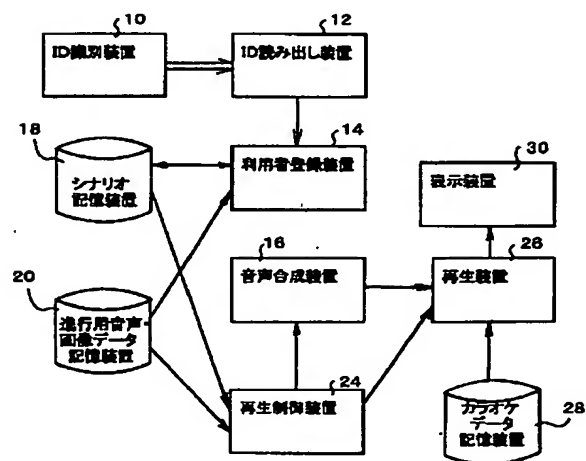 10
12
ID識別装置
ID読み出し装置
14
18
利用者登録装置
シナリオ
記憶装置
30
表示装置
16
26
20
音声合成装置
再生装置
進行用音声・
画像データ
記憶装置
24
再生制御装置
カラオケ
データ
記憶装置
28